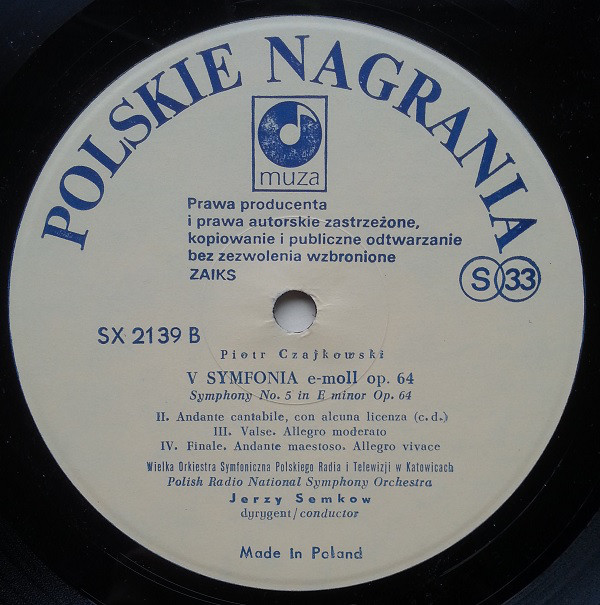 POLSKIE NAGRANIA
muza
Prawa producenta
i prawa autorskie zastrzeżone,
kopiowanie i publiczne odtwarzanie
bez zezwolenia wzbronione
ZAIKS
S 33
SX 2139 B
Piotr Czajkowski
V SYMFONIA e-moll op. 64
Symphony No. 5 in E minor Op. 64
II. Andante cantabile, con alcuna licenza (c.d.)
III. Valse. Allegro moderato
IV. Finale. Andante maestoso. Allegro vivace
Wielka Orkiestra Symfoniczna Polskiego Radia i Telewizji w Katowicach
Polish Radio National Symphony Orchestra
Jerzy Semkow
dyrygent/conductor
Made in Poland